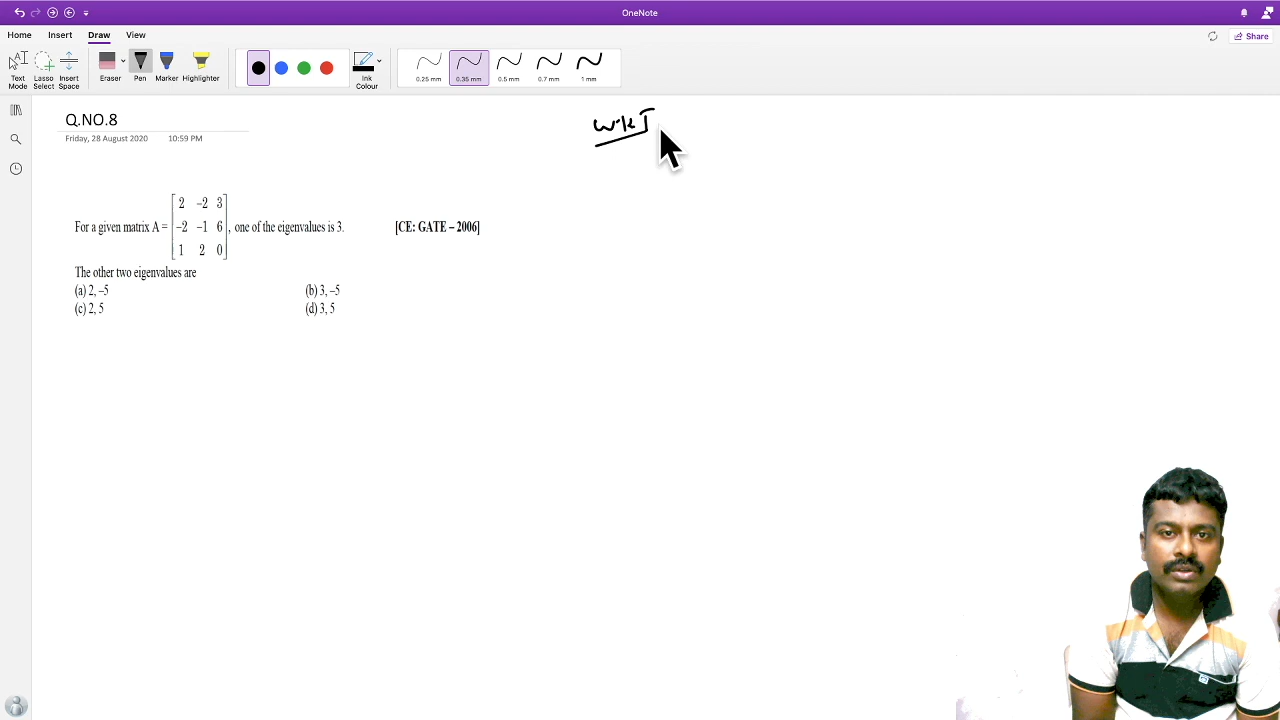 OneNote
Home Insert Draw View
Share
Text Mode Lasso Select Insert Space Eraser Pen Marker Highlighter Ink Colour 0.25 mm 0.35 mm 0.5 mm 0.7 mm 1 mm
Q.NO.8
W.k.T
Friday, 28 August 2020 10:59 PM
2 -2 3
For a given matrix A = -2 -1 6 , one of the eigenvalues is 3. [CE: GATE – 2006]
1 2 0
The other two eigenvalues are
(a) 2, –5 (b) 3, –5
(c) 2, 5 (d) 3, 5